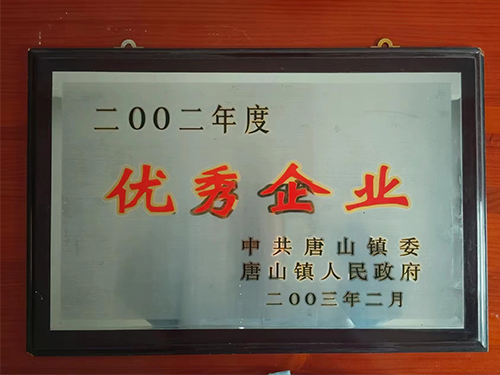 二00二年度
优秀企业
中共唐山镇委
唐山镇人民政府
二00三年二月